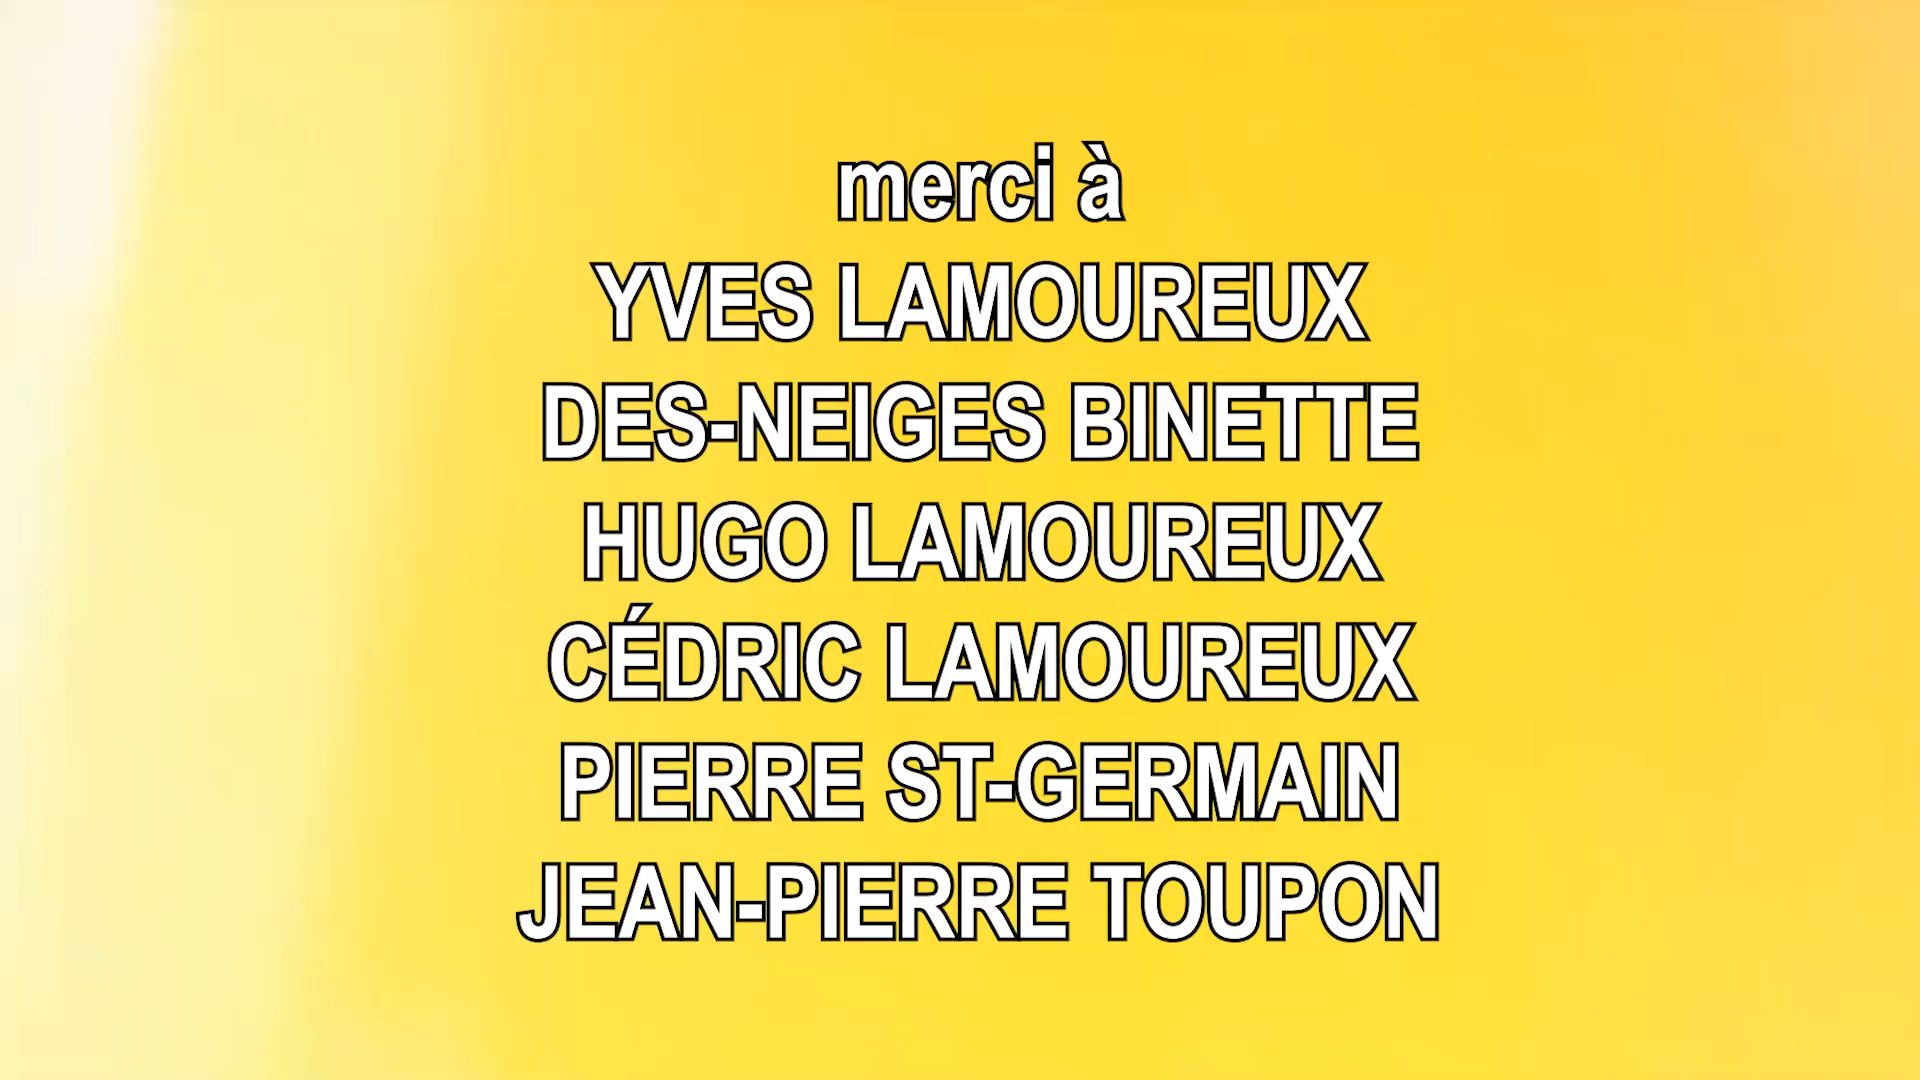 merci à
YVES LAMOUREUX
DES-NEIGES BINETTE
HUGO LAMOUREUX
CÉDRIC LAMOUREUX
PIERRE ST-GERMAIN
JEAN-PIERRE TOUPON